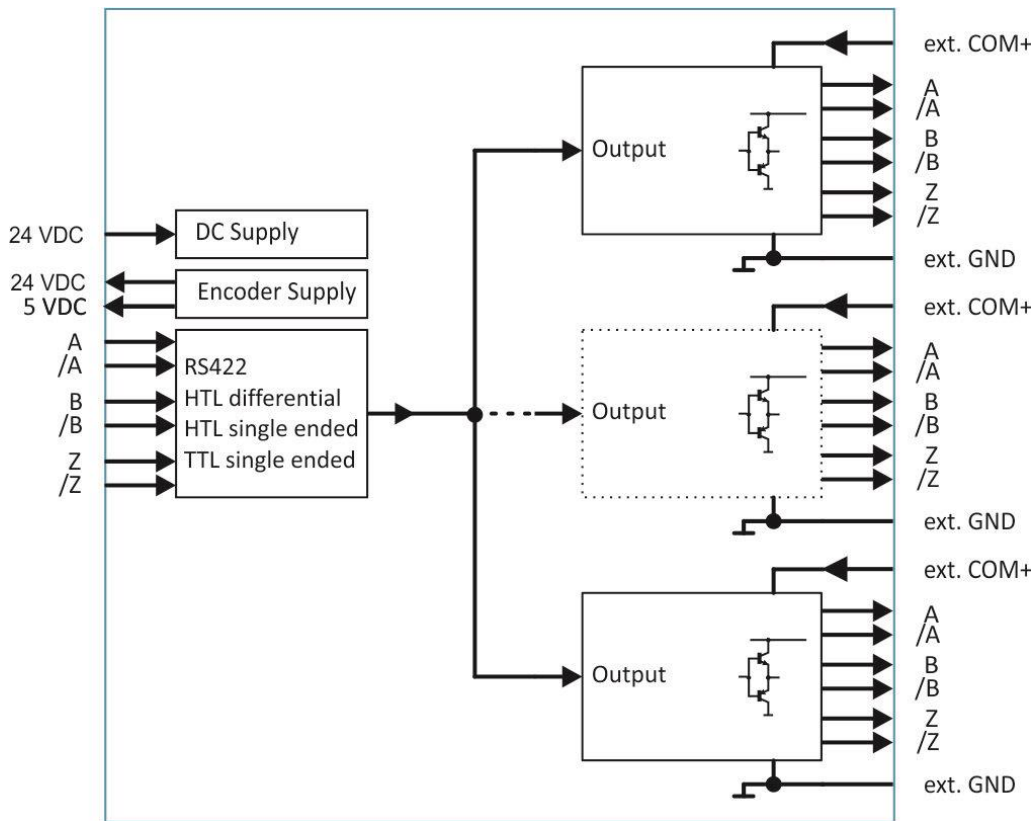 24 VDC
DC Supply
24 VDC
5 VDC
Encoder Supply
A
/A
B
/B
Z
/Z
RS422
HTL differential
HTL single ended
TTL single ended
ext. COM+
Output
A
/A
B
/B
Z
/Z
ext. GND
ext. COM+
Output
A
/A
B
/B
Z
/Z
ext. GND
ext. COM+
Output
A
/A
B
/B
Z
/Z
ext. GND